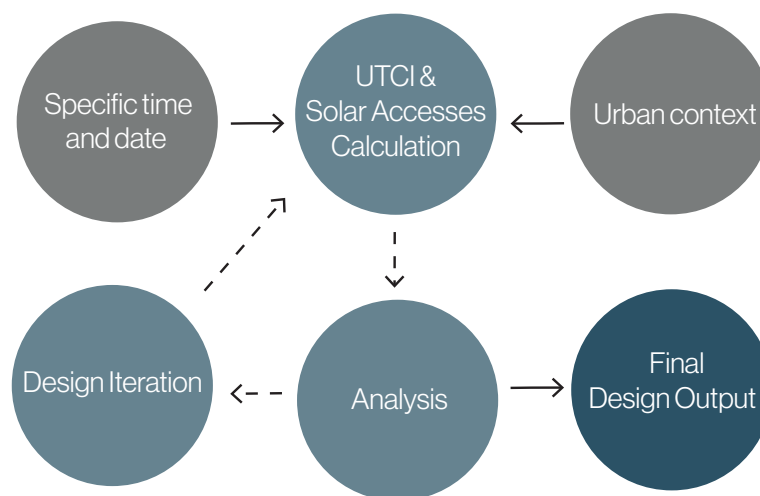 Specific time
and date
UTCI &
Solar Accesses
Calculation
Urban context
Design Iteration
Analysis
Final
Design Output